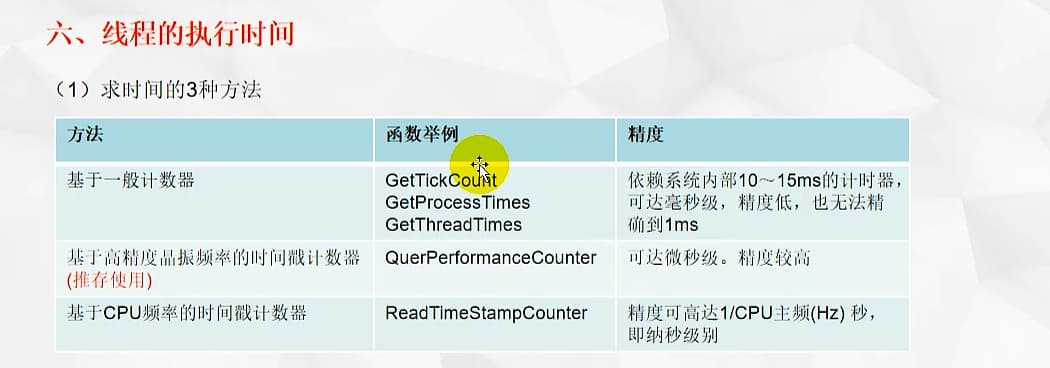 六、线程的执行时间
（1）求时间的3种方法
方法
函数举例
精度
基于一般计数器
GetTickCount
GetProcessTimes
GetThreadTimes
依赖系统内部10～15ms的计时器，
可达毫秒级，精度低，也无法精
确到1ms
基于高精度晶振频率的时间戳计数器
(推存使用)
QuerPerformanceCounter
可达微秒级。精度较高
基于CPU频率的时间戳计数器
ReadTimeStampCounter
精度可高达1/CPU主频(Hz) 秒，
即纳秒级别